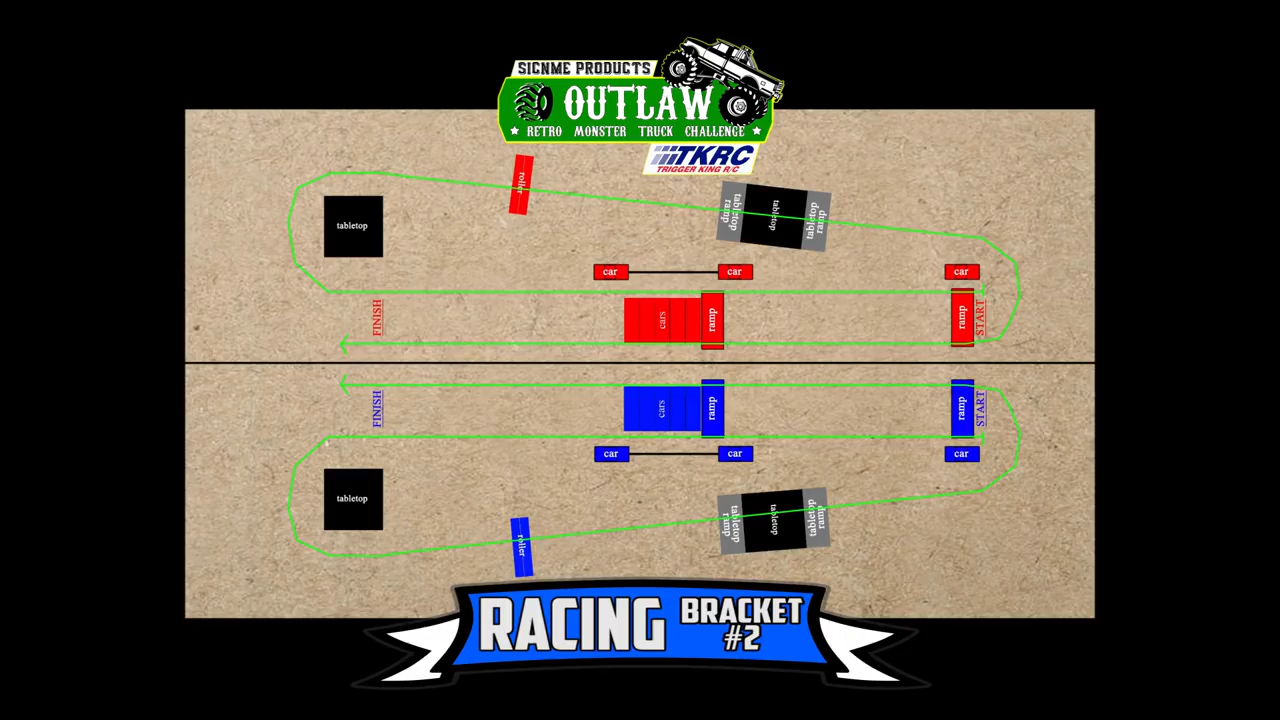 SIGNME PRODUCTS
OUTLAW
RETRO MONSTER TRUCK CHALLENGE
TKRC
TRIGGER KING R/C
roller
tabletop
tabletop ramp
tabletop
tabletop ramp
car
car
car
FINISH
cars
ramp
ramp
START
FINISH
cars
ramp
ramp
START
car
car
car
tabletop
tabletop ramp
tabletop
tabletop ramp
roller
RACING
BRACKET
#2